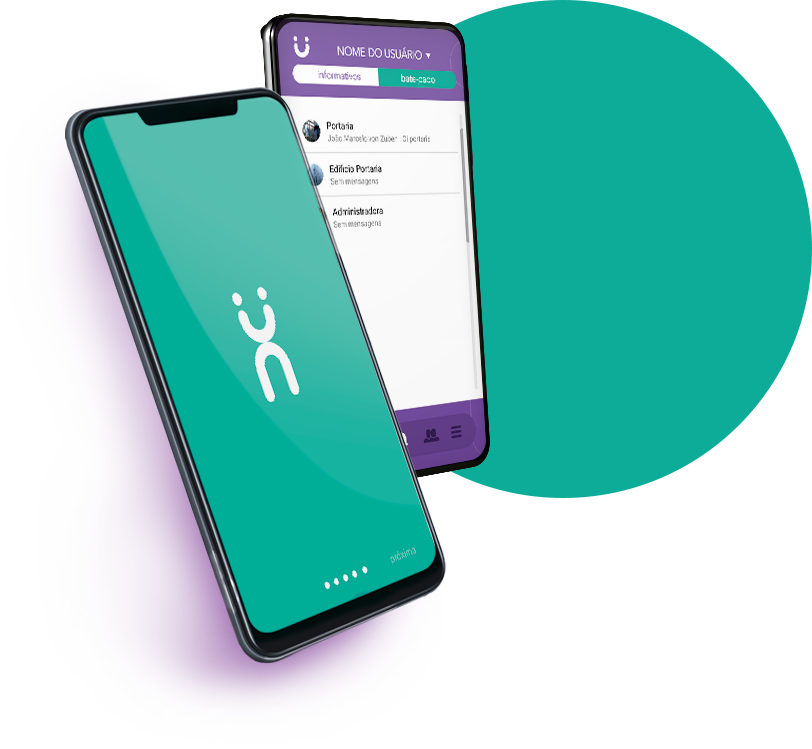 NOME DO USUÁRIO
informativos
bate-papo
Portaria
João Marcelo von Zuben : Oi portaria
Edifício Portaria
Sem mensagens
Administradora
Sem mensagens
próxima